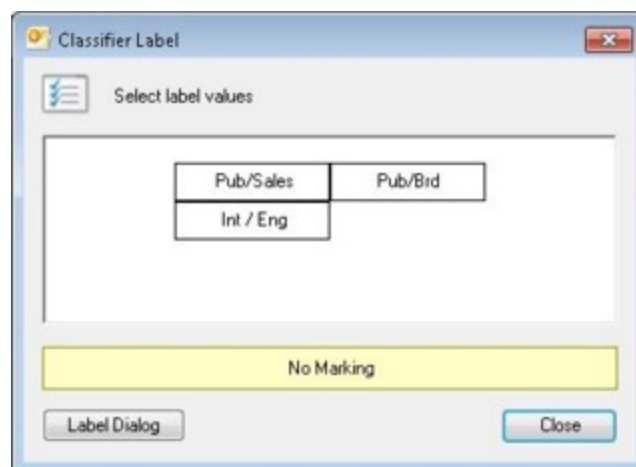 Classifier Label
Select label values
Pub/Sales Pub/Brd
Int / Eng
No Marking
Label Dialog Close